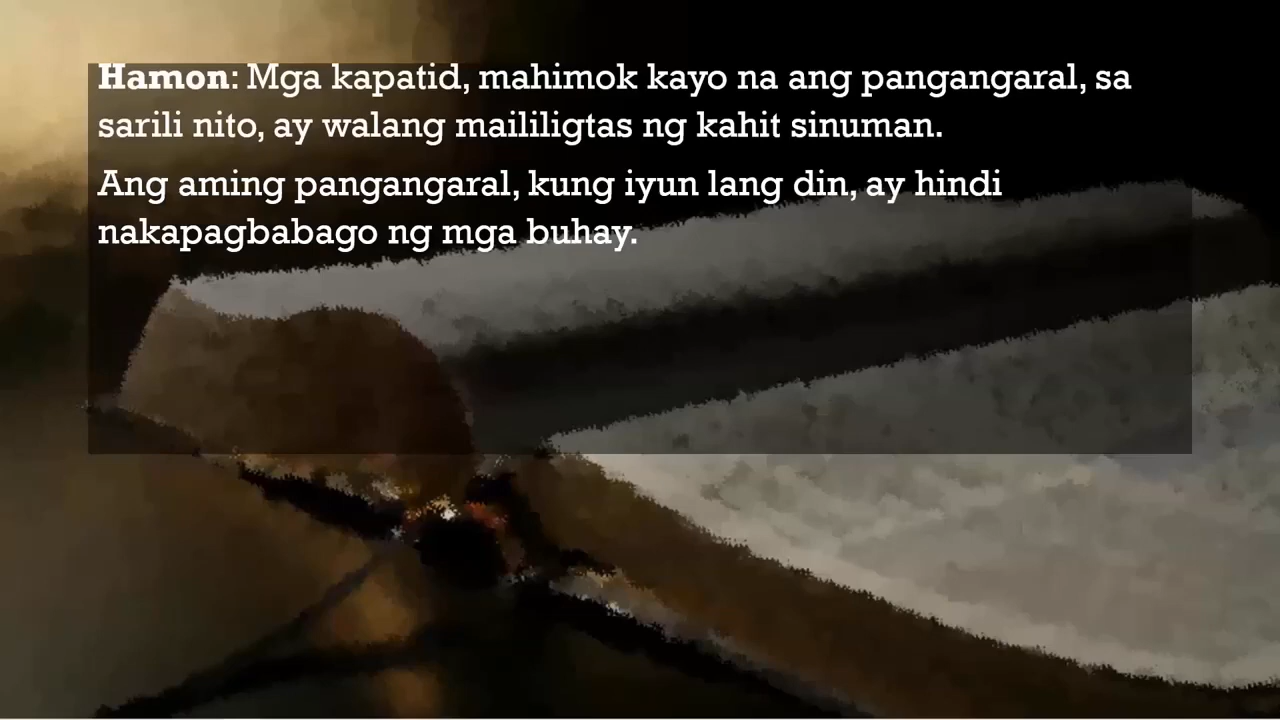 Hamon: Mga kapatid, mahimok kayo na ang pangangaral, sa
sarili nito, ay walang maililigtas ng kahit sinuman.
Ang aming pangangaral, kung iyun lang din, ay hindi
nakapagbabago ng mga buhay.